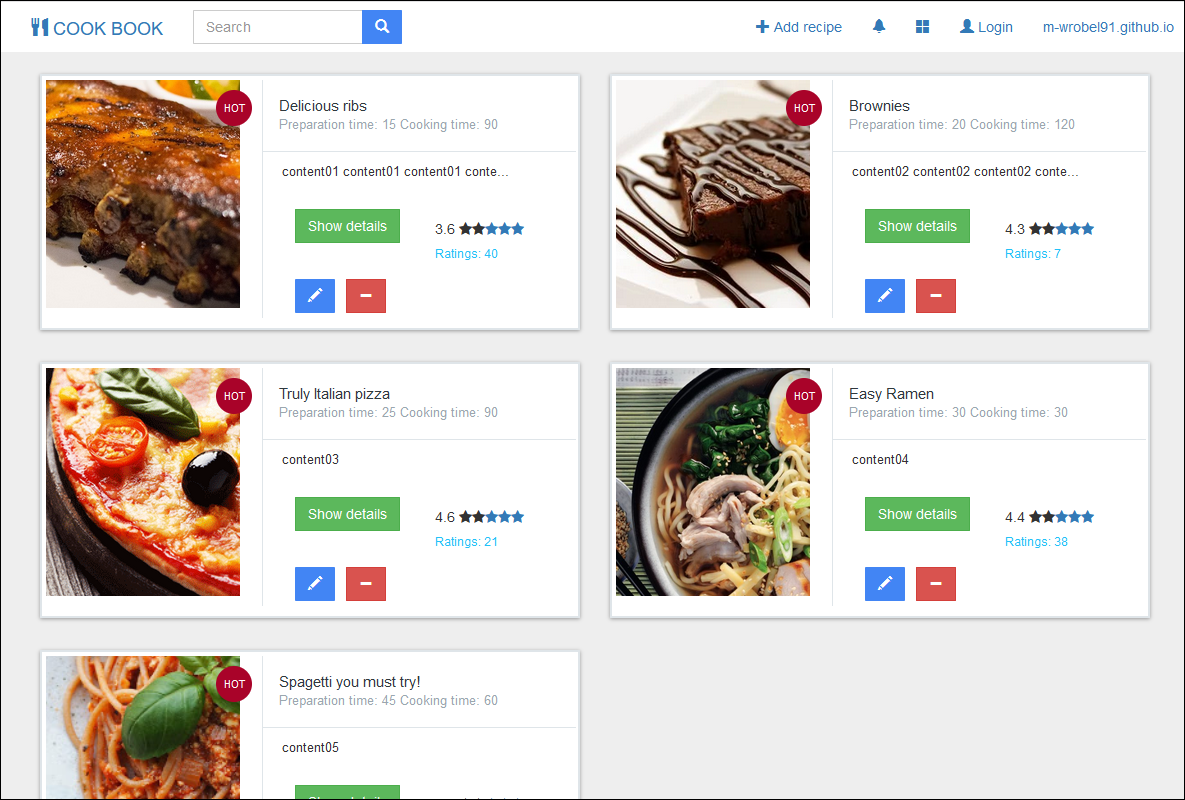 COOK BOOK
Search
Add recipe
Login
m-wrobel91.github.io
HOT
Delicious ribs
Preparation time: 15 Cooking time: 90
content01 content01 content01 conte...
Show details
3.6
Ratings: 40
HOT
Brownies
Preparation time: 20 Cooking time: 120
content02 content02 content02 conte...
Show details
4.3
Ratings: 7
HOT
Truly Italian pizza
Preparation time: 25 Cooking time: 90
content03
Show details
4.6
Ratings: 21
HOT
Easy Ramen
Preparation time: 30 Cooking time: 30
content04
Show details
4.4
Ratings: 38
HOT
Spagetti you must try!
Preparation time: 45 Cooking time: 60
content05